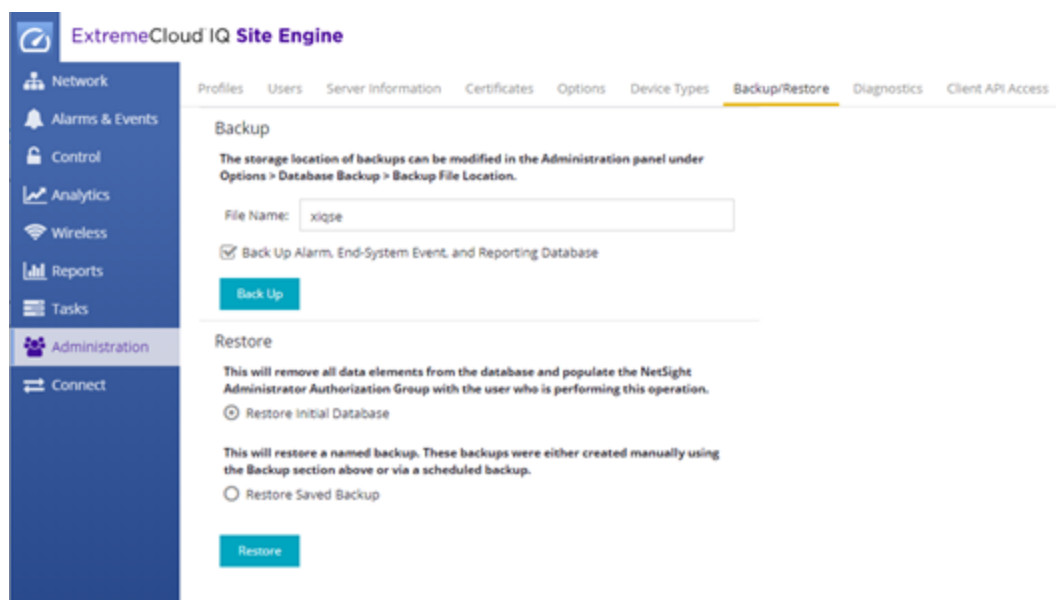 ExtremeCloud IQ Site Engine
Network
Alarms & Events
Control
Analytics
Wireless
Reports
Tasks
Administration
Connect
Profiles Users Server Information Certificates Options Device Types Backup/Restore Diagnostics Client API Access
Backup
The storage location of backups can be modified in the Administration panel under
Options > Database Backup > Backup File Location.
File Name: xiqse
Back Up Alarm, End-System Event, and Reporting Database
Back Up
Restore
This will remove all data elements from the database and populate the NetSight
Administrator Authorization Group with the user who is performing this operation.
Restore Initial Database
This will restore a named backup. These backups were either created manually using
the Backup section above or via a scheduled backup.
Restore Saved Backup
Restore